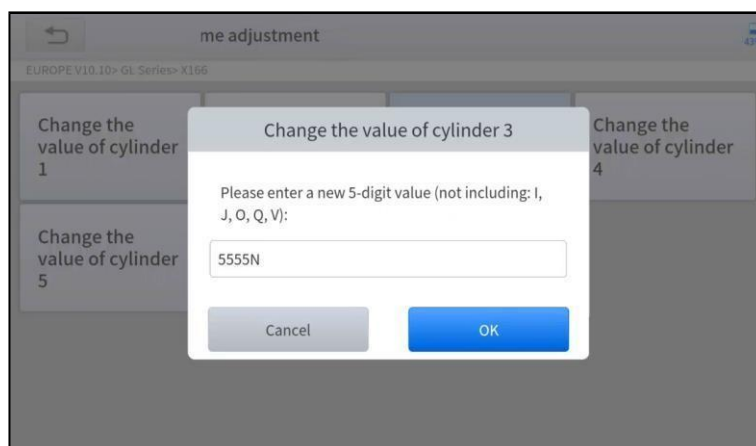 me adjustment
EUROPE V10.10> GL Series> X166
Change the
value of cylinder
1
Change the
value of cylinder
4
Change the
value of cylinder
5
Change the value of cylinder 3
Please enter a new 5-digit value (not including: I,
J, O, Q, V):
5555N
Cancel
OK